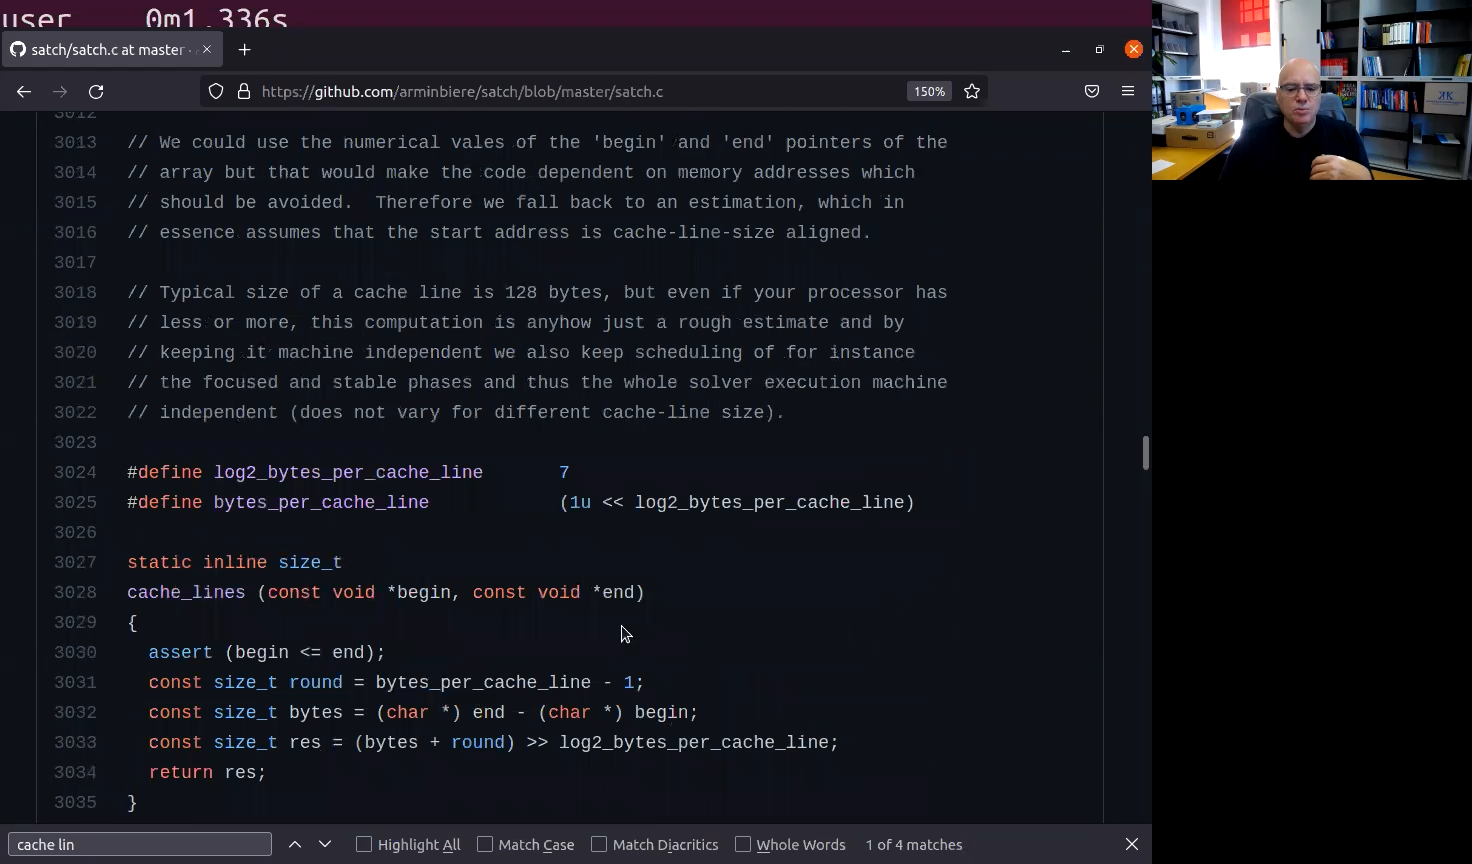 user    0m1.336s
satch/satch.c at master ·
https://github.com/arminbiere/satch/blob/master/satch.c
150%
3012
3013 // We could use the numerical vales of the 'begin' and 'end' pointers of the
3014 // array but that would make the code dependent on memory addresses which
3015 // should be avoided.  Therefore we fall back to an estimation, which in
3016 // essence assumes that the start address is cache-line-size aligned.
3017
3018 // Typical size of a cache line is 128 bytes, but even if your processor has
3019 // less or more, this computation is anyhow just a rough estimate and by
3020 // keeping it machine independent we also keep scheduling of for instance
3021 // the focused and stable phases and thus the whole solver execution machine
3022 // independent (does not vary for different cache-line size).
3023
3024 #define log2_bytes_per_cache_line       7
3025 #define bytes_per_cache_line            (1u << log2_bytes_per_cache_line)
3026
3027 static inline size_t
3028 cache_lines (const void *begin, const void *end)
3029 {
3030   assert (begin <= end);
3031   const size_t round = bytes_per_cache_line - 1;
3032   const size_t bytes = (char *) end - (char *) begin;
3033   const size_t res = (bytes + round) >> log2_bytes_per_cache_line;
3034   return res;
3035 }
cache lin
Highlight All
Match Case
Match Diacritics
Whole Words
1 of 4 matches